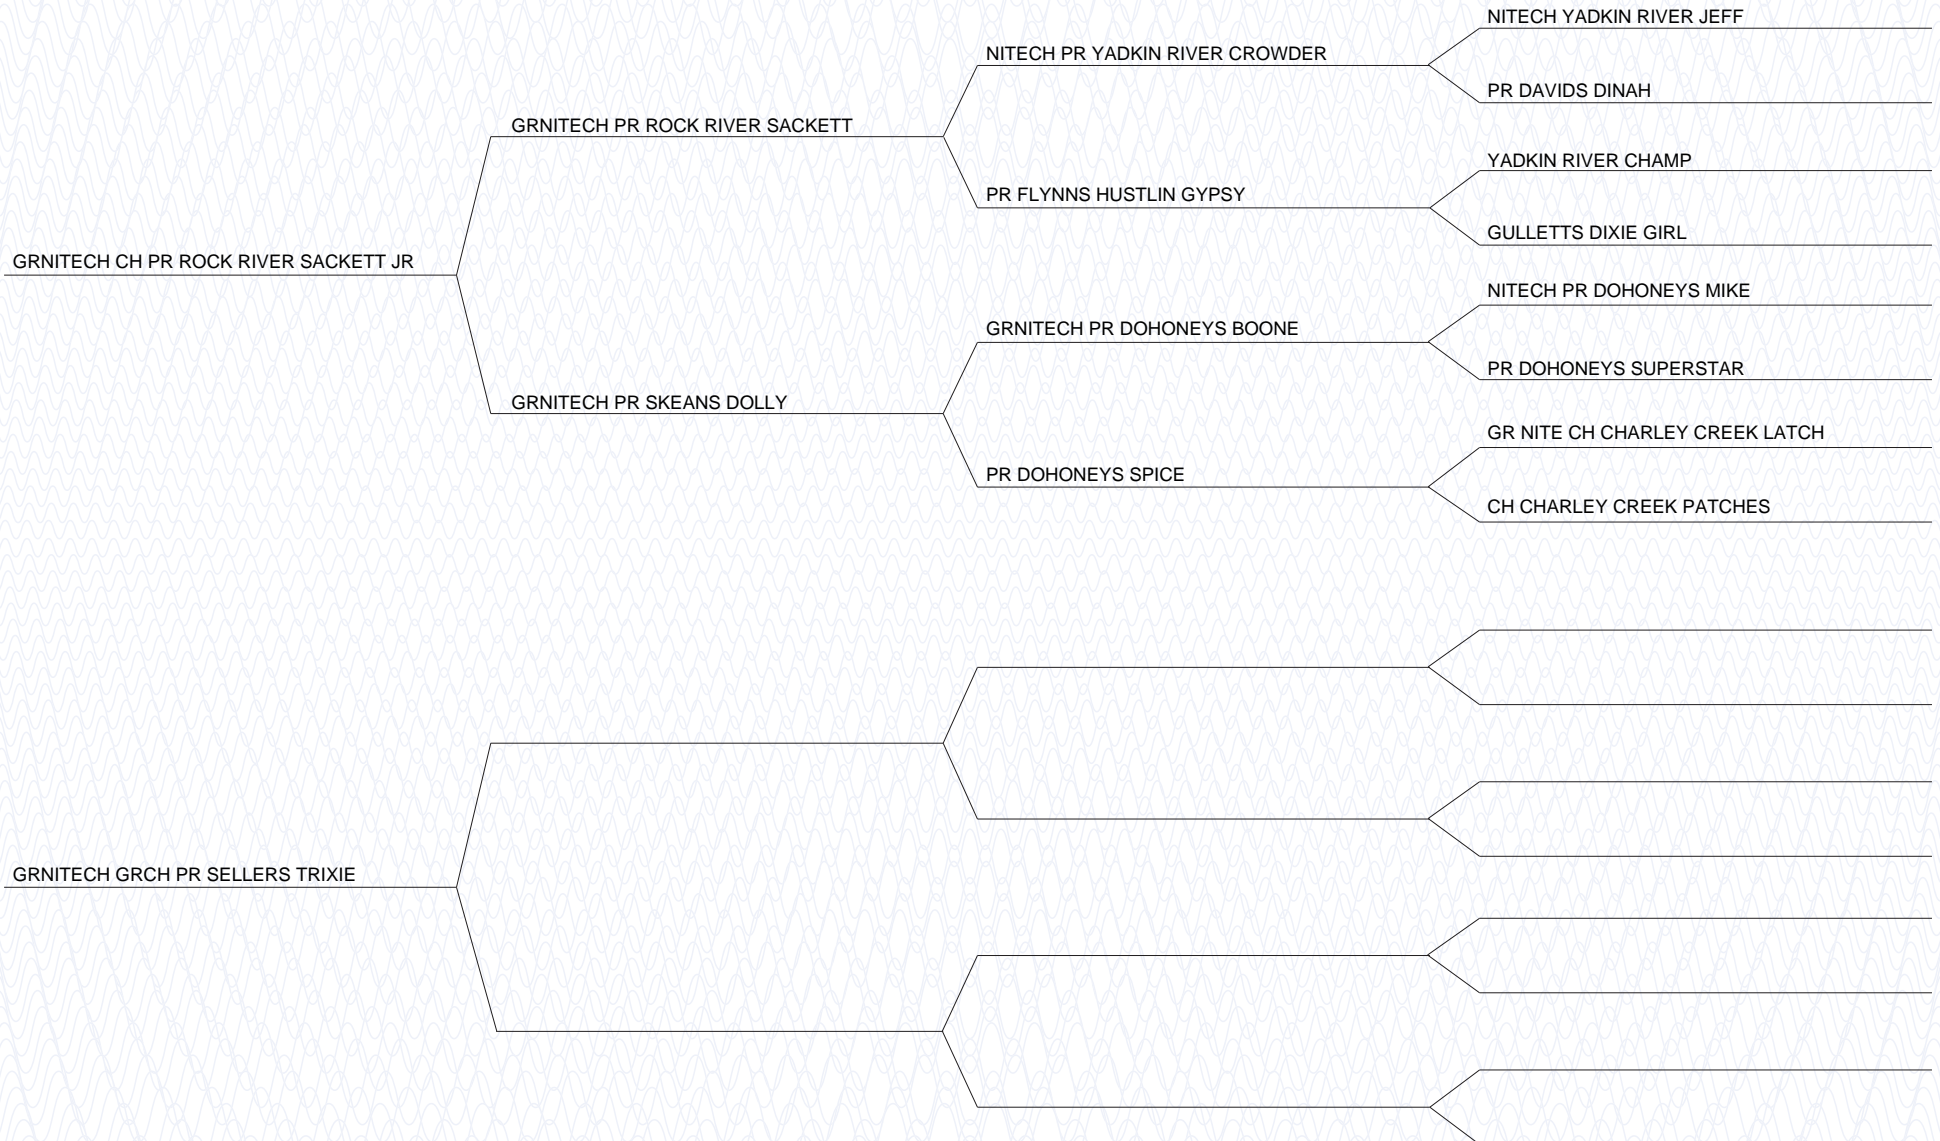 NITECH YADKIN RIVER JEFF
NITECH PR YADKIN RIVER CROWDER
PR DAVIDS DINAH
GRNITECH PR ROCK RIVER SACKETT
YADKIN RIVER CHAMP
PR FLYNNS HUSTLIN GYPSY
GULLETTS DIXIE GIRL
GRNITECH CH PR ROCK RIVER SACKETT JR
NITECH PR DOHONEYS MIKE
GRNITECH PR DOHONEYS BOONE
PR DOHONEYS SUPERSTAR
GRNITECH PR SKEANS DOLLY
GR NITE CH CHARLEY CREEK LATCH
PR DOHONEYS SPICE
CH CHARLEY CREEK PATCHES
GRNITECH GRCH PR SELLERS TRIXIE